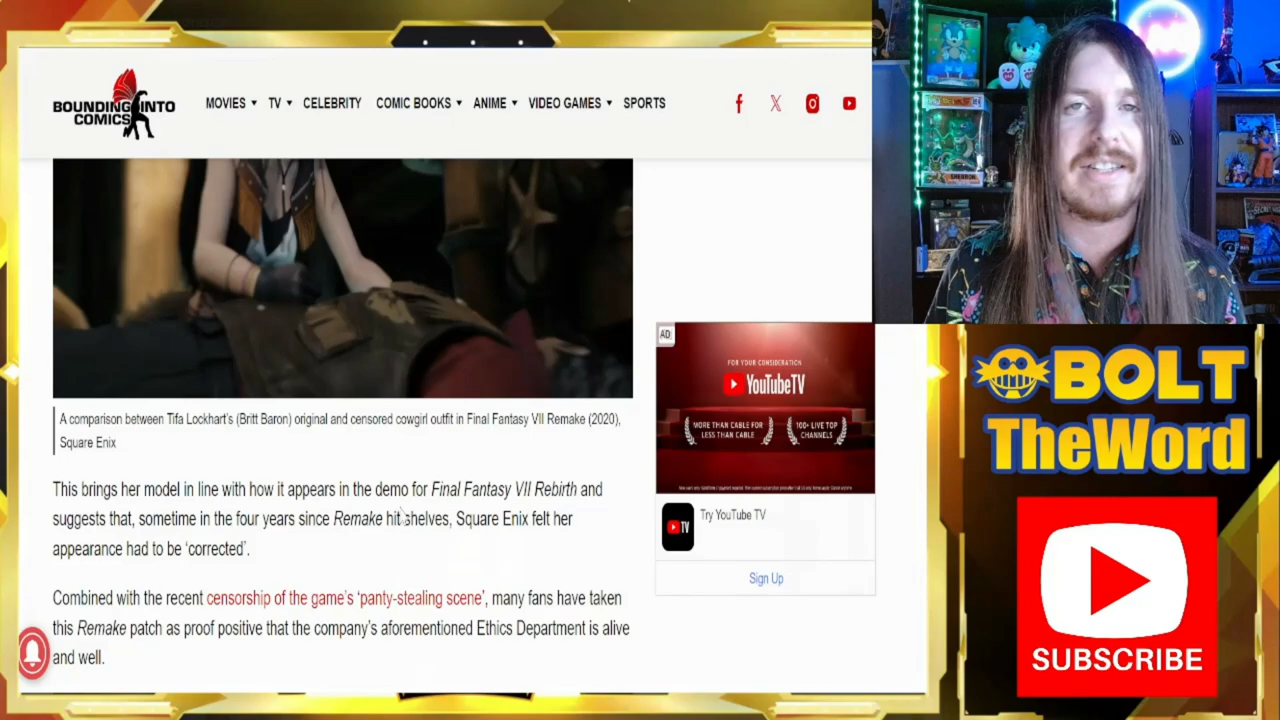 BOUNDING INTO
COMICS
MOVIES TV CELEBRITY COMIC BOOKS ANIME VIDEO GAMES SPORTS
A comparison between Tifa Lockhart's (Britt Baron) original and censored cowgirl outfit in Final Fantasy VII Remake (2020),
Square Enix
This brings her model in line with how it appears in the demo for Final Fantasy VII Rebirth and
suggests that, sometime in the four years since Remake hit shelves, Square Enix felt her
appearance had to be 'corrected'.
Combined with the recent censorship of the game's 'panty-stealing scene', many fans have taken
this Remake patch as proof positive that the company's aforementioned Ethics Department is alive
and well.
AD
FOR YOUR CONSIDERATION
YouTubeTV
MORE THAN CABLE FOR
LESS THAN CABLE
100+ LIVE TOP
CHANNELS
TV
Try YouTube TV
Sign Up
BOLT
TheWord
SUBSCRIBE